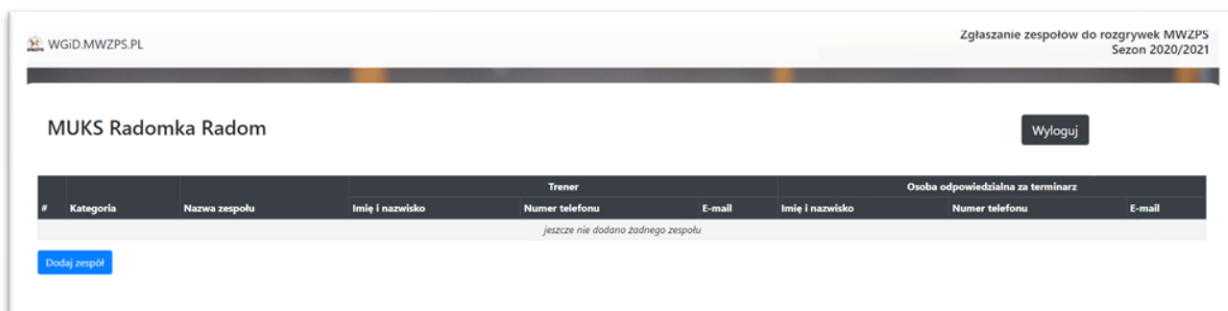 WGiD.MWZPS.PL
Zgłaszanie zespołów do rozgrywek MWZPS
Sezon 2020/2021
MUKS Radomka Radom
Wyloguj
Trener Osoba odpowiedzialna za terminarz
# Kategoria Nazwa zespołu Imię i nazwisko Numer telefonu E-mail Imię i nazwisko Numer telefonu E-mail
jeszcze nie dodano żadnego zespołu
Dodaj zespół